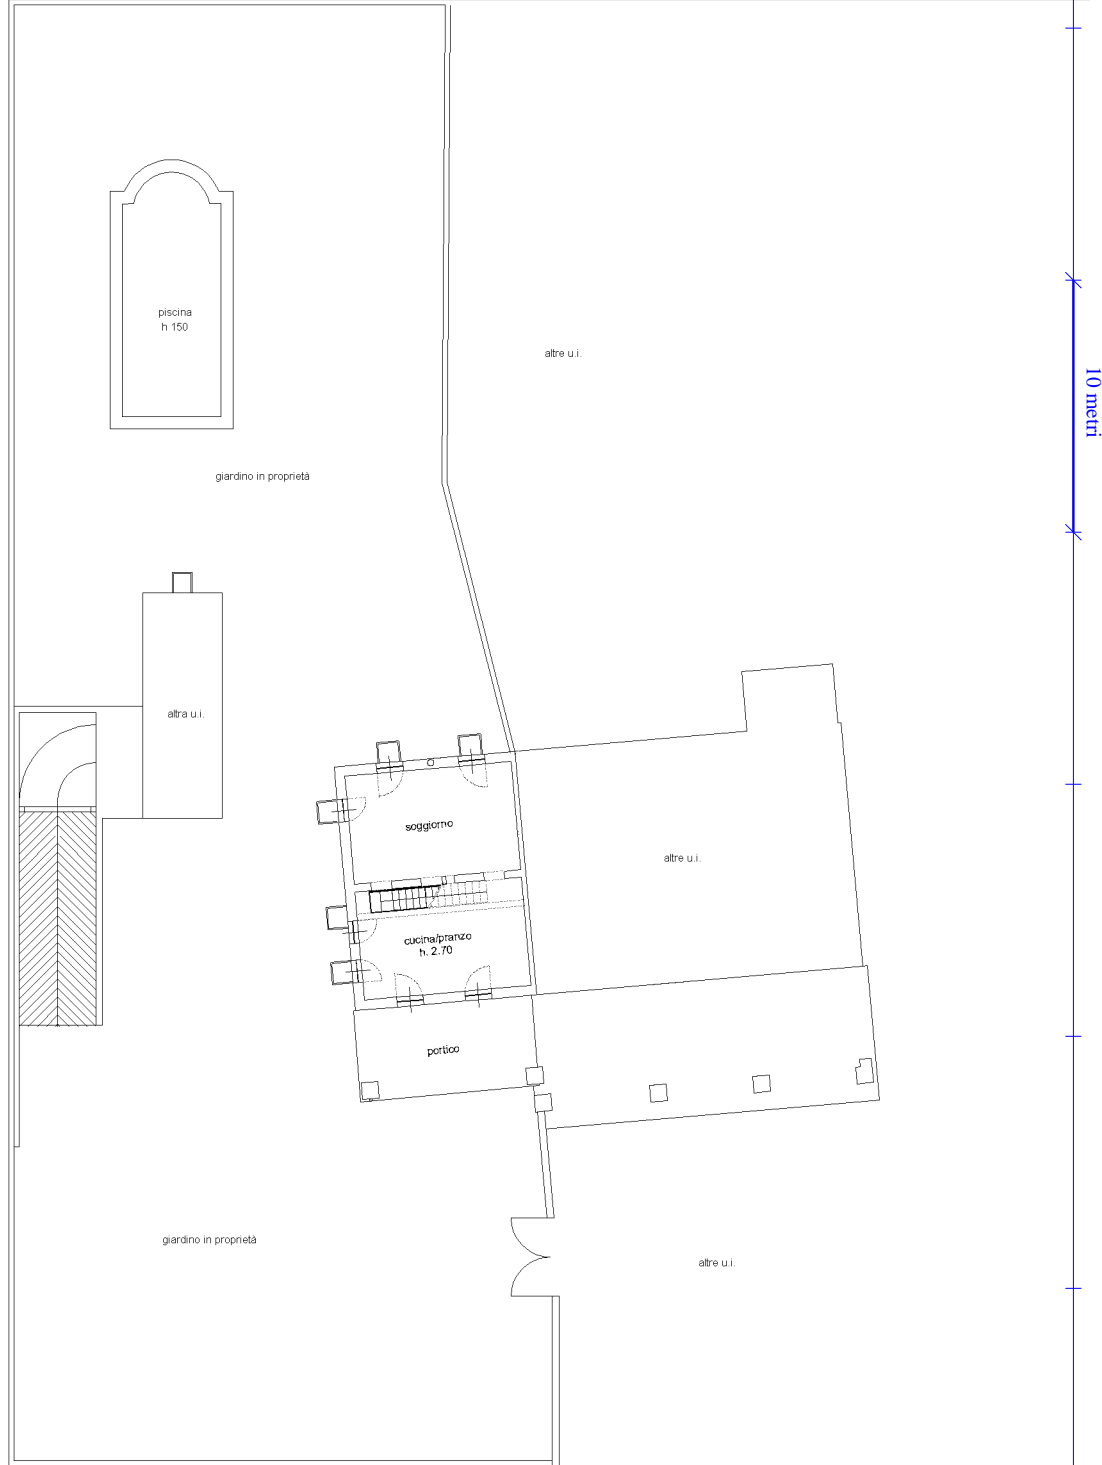 piscina
h 150
altre u.i.
10 metri
giardino in proprietà
altra u.i.
soggiorno
altre u.i.
cucina/pranzo
h. 2.70
portico
giardino in proprietà
altre u.i.